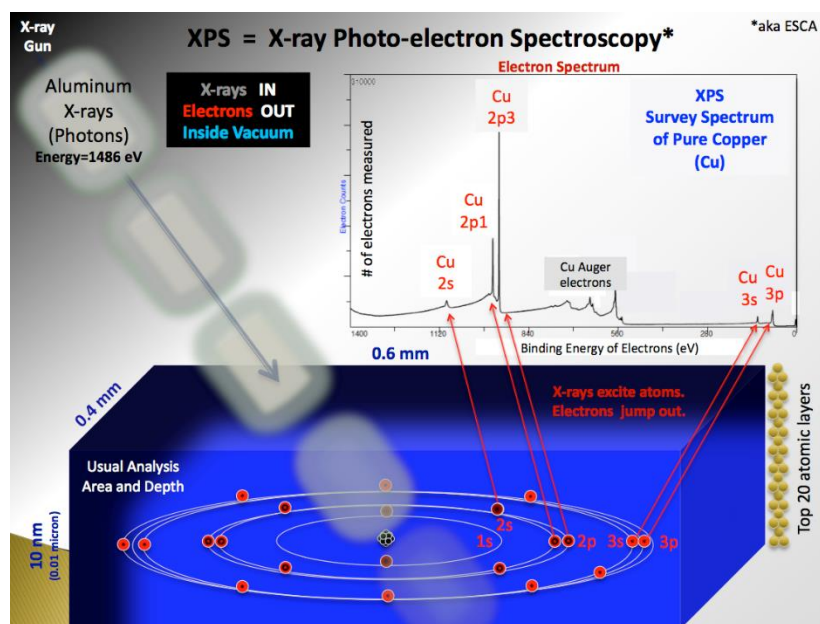 X-ray
Gun
XPS = X-ray Photo-electron Spectroscopy*
*aka ESCA
Aluminum
X-rays
(Photons)
Energy=1486 eV
X-rays IN
Electrons OUT
Inside Vacuum
Electron Spectrum
Cu
2p3
XPS
Survey Spectrum
of Pure Copper
(Cu)
Electron Counts
# of electrons measured
Cu
2p1
Cu
2s
Cu Auger
electrons
Cu
3s
Cu
3p
1400
1120
840
560
280
0
Binding Energy of Electrons (eV)
0.6 mm
0.4 mm
X-rays excite atoms.
Electrons jump out.
Usual Analysis
Area and Depth
10 nm
(0.01 micron)
Top 20 atomic layers
2s
1s
2p
3s
3p